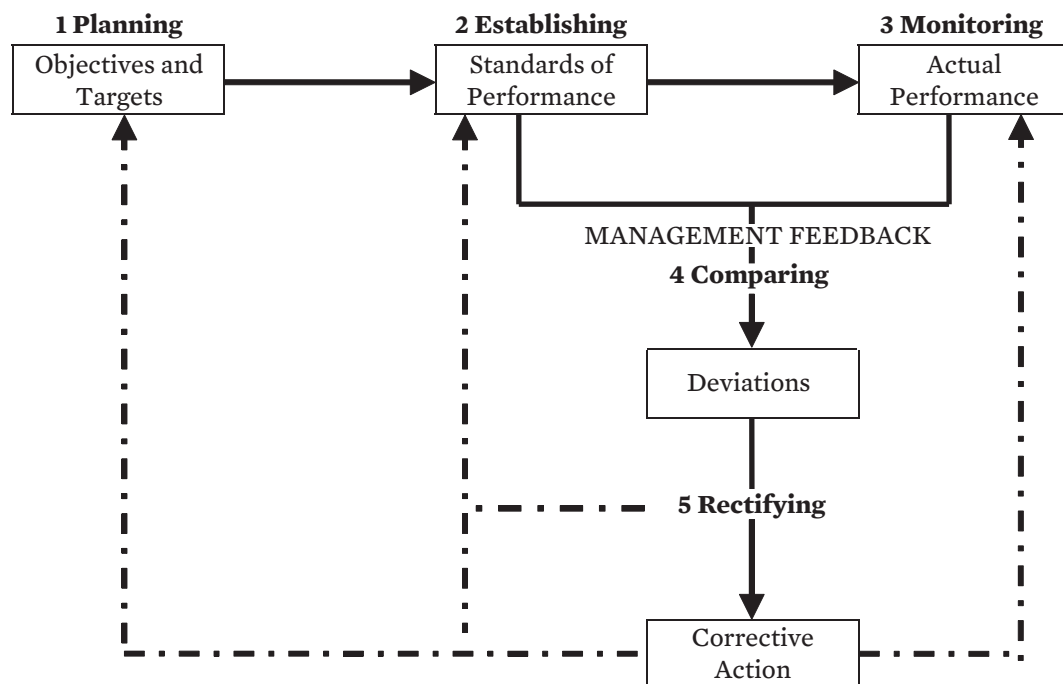 1 Planning
2 Establishing
3 Monitoring
Objectives and
Targets
Standards of
Performance
Actual
Performance
MANAGEMENT FEEDBACK
4 Comparing
Deviations
5 Rectifying
Corrective
Action